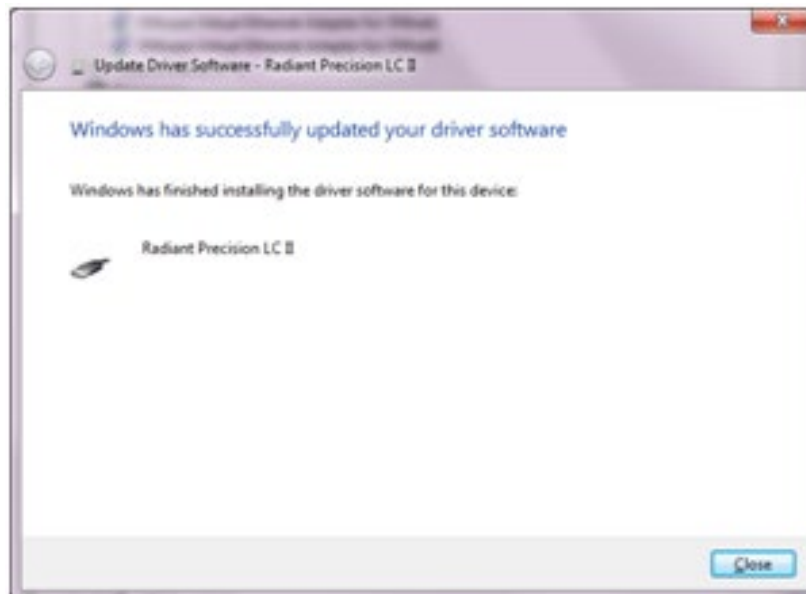 Update Driver Software - Radiant Precision LC II
Windows has successfully updated your driver software
Windows has finished installing the driver software for this device:
Radiant Precision LC II
Close